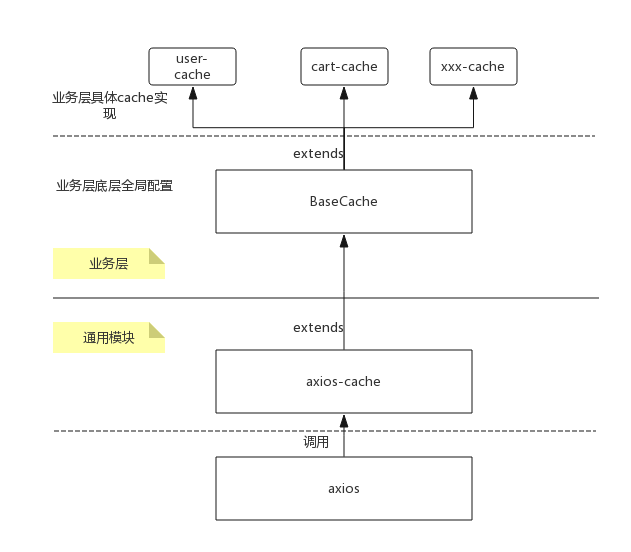 user-
cache
cart-cache
xxx-cache
业务层具体cache实
现
extends
业务层底层全局配置
BaseCache
业务层
extends
通用模块
axios-cache
调用
axios